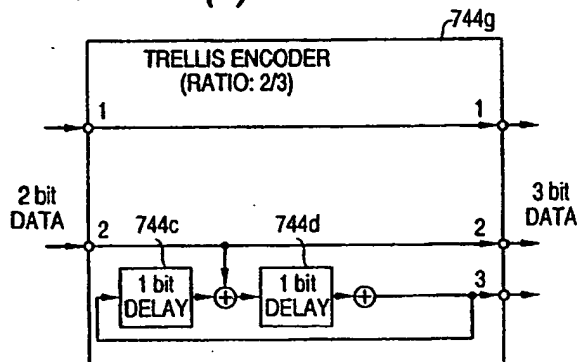 744g
TRELLIS ENCODER
(RATIO: 2/3)
1
1
2 bit
DATA
2
744c
744d
2
3 bit
DATA
1 bit
DELAY
1 bit
DELAY
3